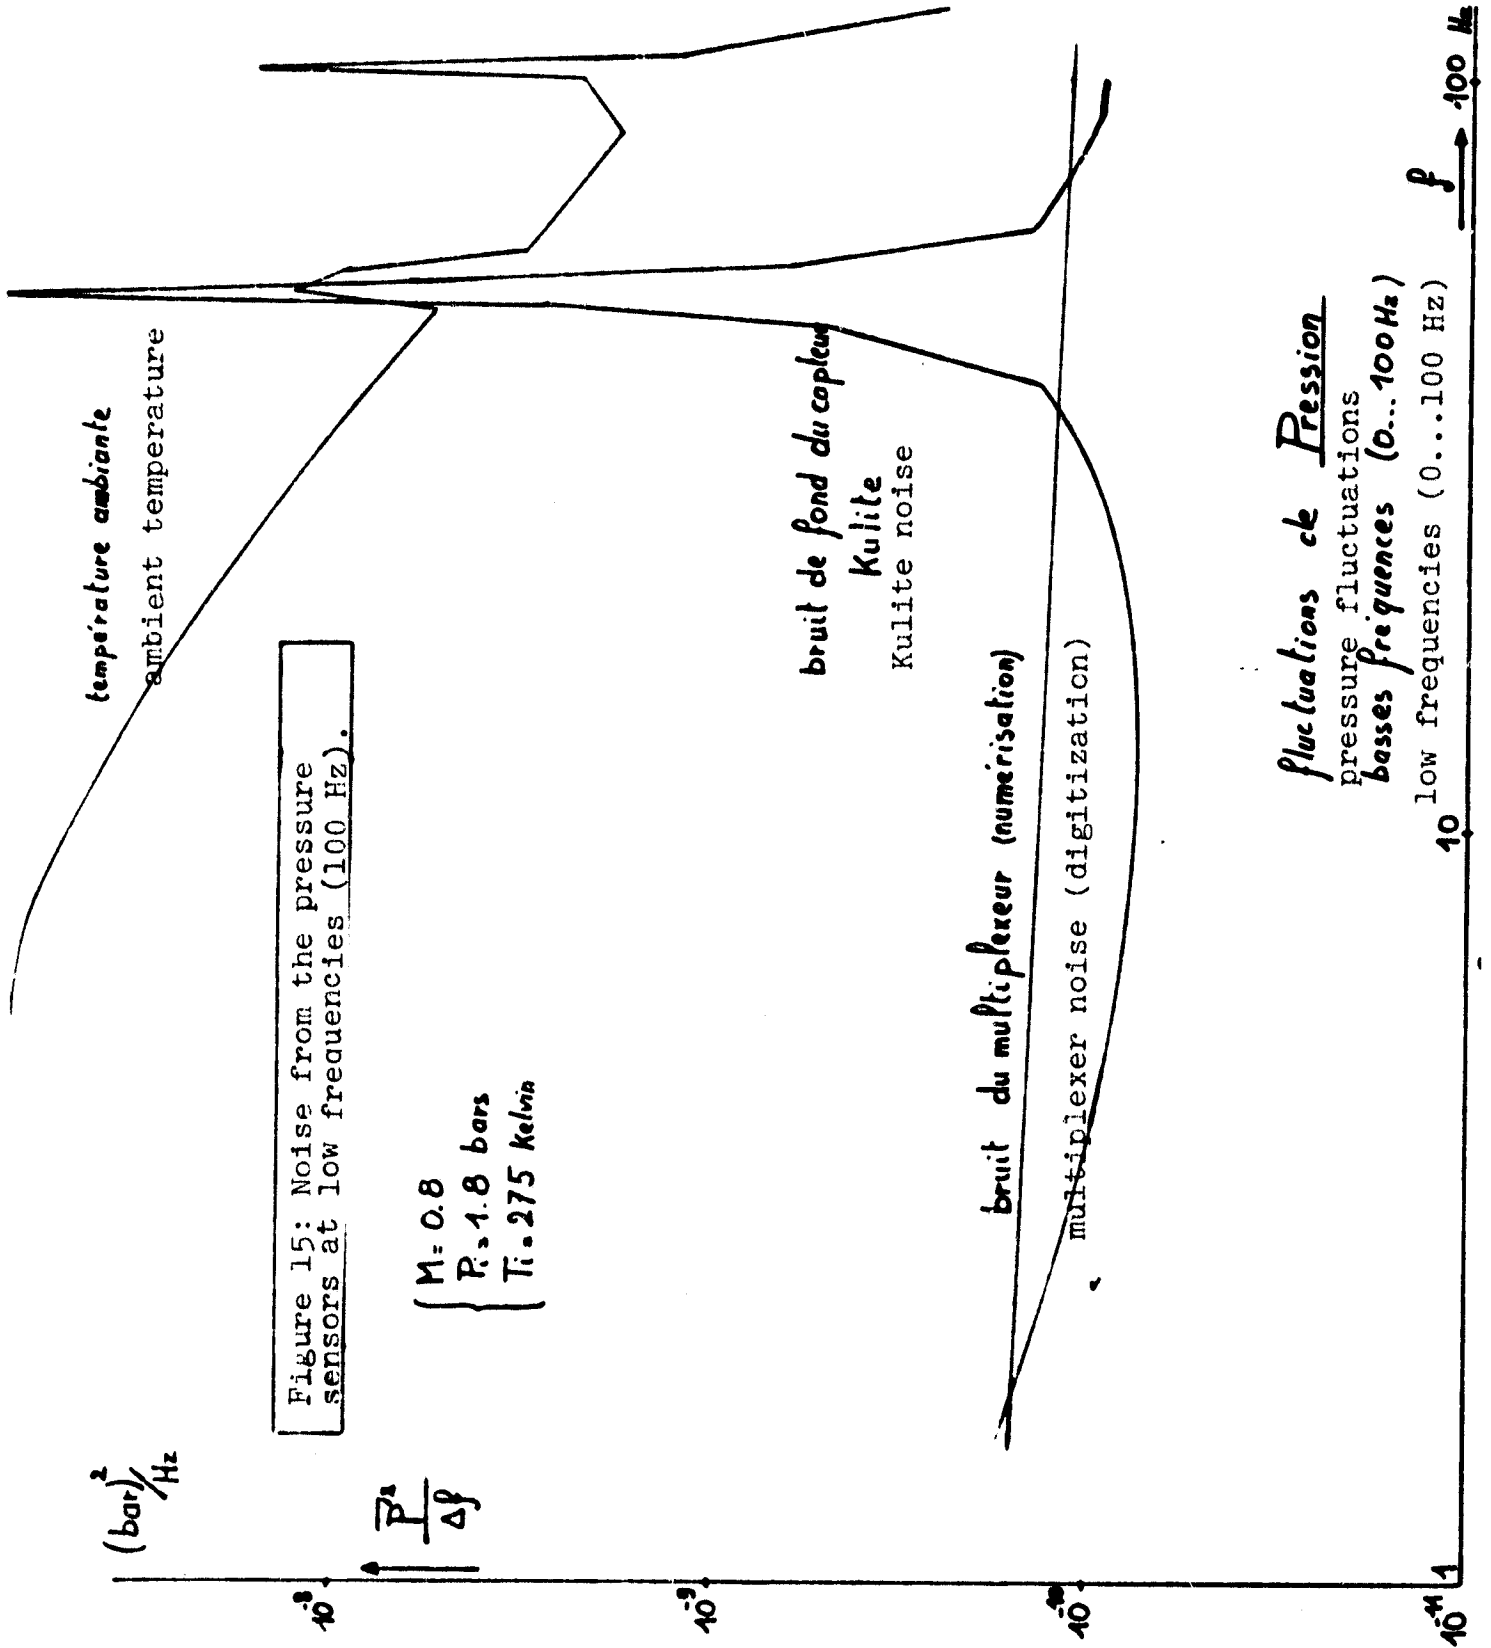 (bar)²/Hz
P̅²
Δf
10⁻⁸
10⁻⁹
10⁻¹⁰
10⁻¹¹
1
10
100 Hz
f
température ambiante
ambient temperature
Figure 15: Noise from the pressure
sensors at low frequencies (100 Hz).
M = 0.8
Pi = 1.8 bars
Ti = 275 Kelvin
bruit de fond du capteur
Kulite
Kulite noise
bruit du multiplexeur (numérisation)
multiplexer noise (digitization)
fluctuations de Pression
pressure fluctuations
basses fréquences (0...100 Hz)
low frequencies (0...100 Hz)